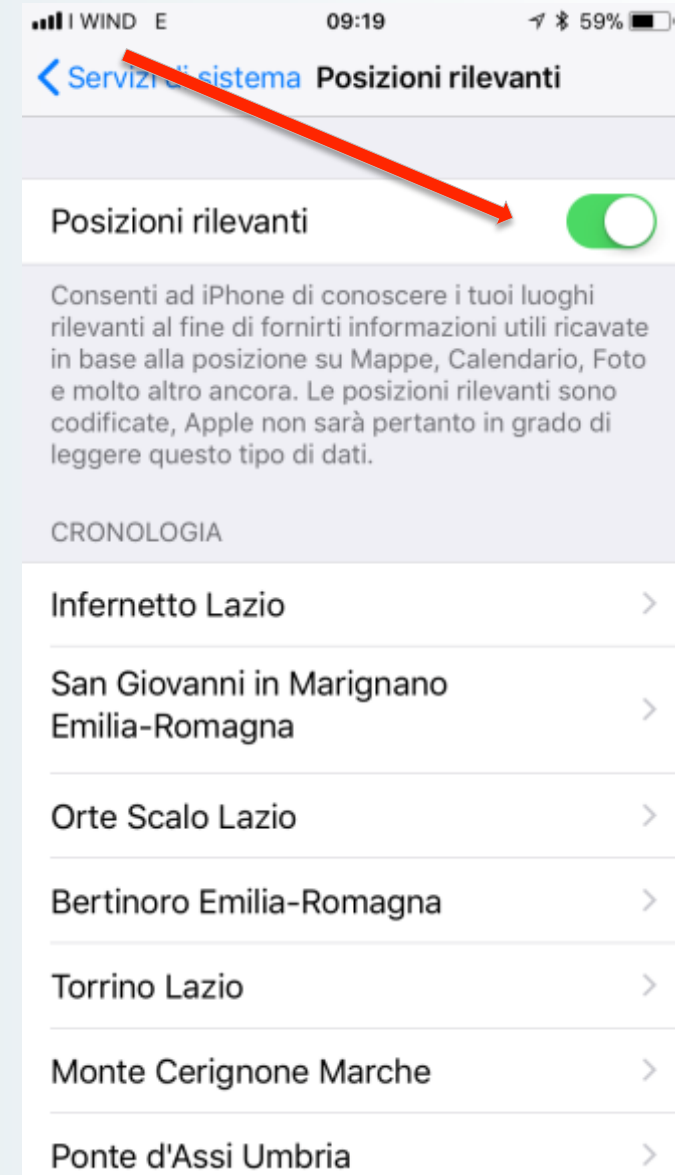 I WIND E 09:19 59%
Servizi di sistema Posizioni rilevanti
Posizioni rilevanti
Consenti ad iPhone di conoscere i tuoi luoghi
rilevanti al fine di fornirti informazioni utili ricavate
in base alla posizione su Mappe, Calendario, Foto
e molto altro ancora. Le posizioni rilevanti sono
codificate, Apple non sarà pertanto in grado di
leggere questo tipo di dati.
CRONOLOGIA
Infernetto Lazio
San Giovanni in Marignano
Emilia-Romagna
Orte Scalo Lazio
Bertinoro Emilia-Romagna
Torrino Lazio
Monte Cerignone Marche
Ponte d'Assi Umbria